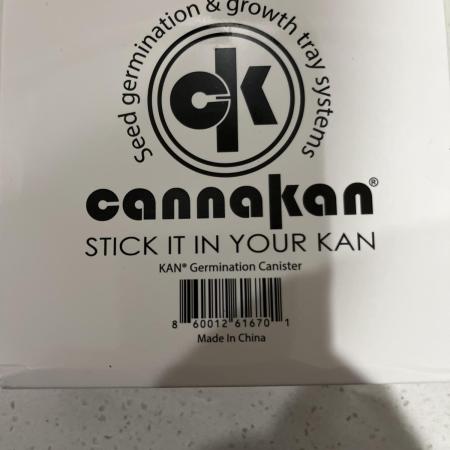 Seed germination & growth tray systems
ck
cannakan®
STICK IT IN YOUR KAN
KAN® Germination Canister
8 60012 61670 1
Made In China